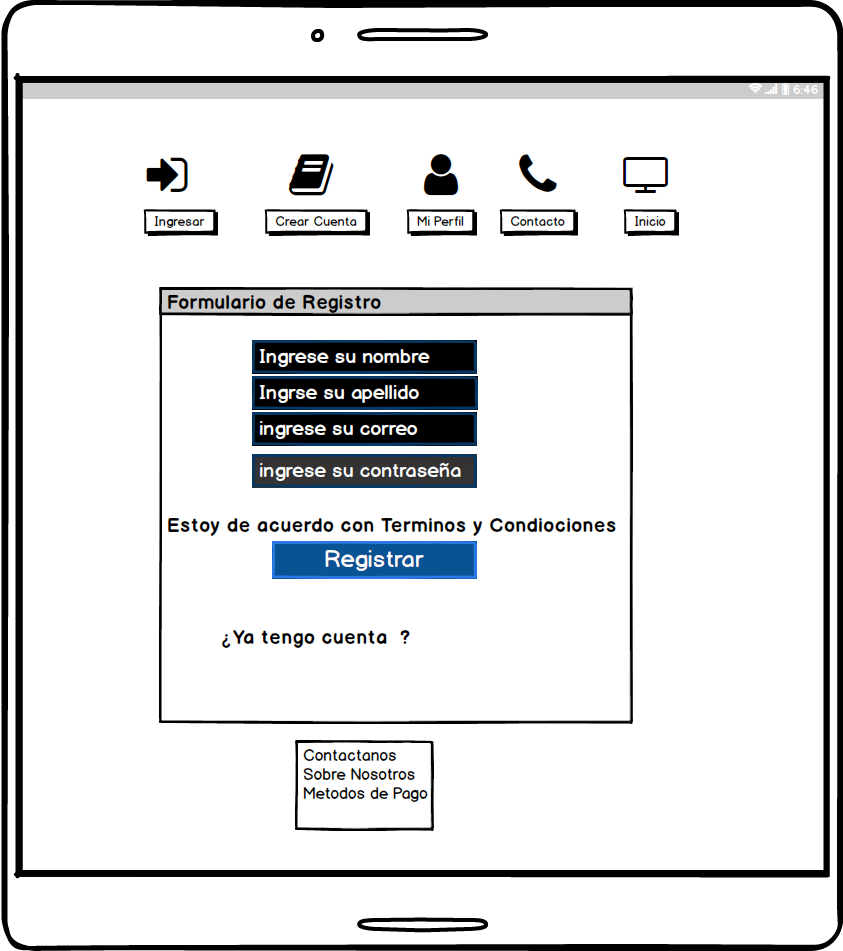 6:46
Ingresar
Crear Cuenta
Mi Perfil
Contacto
Inicio
Formulario de Registro
Ingrese su nombre
Ingrse su apellido
ingrese su correo
ingrese su contraseña
Estoy de acuerdo con Terminos y Condiociones
Registrar
¿Ya tengo cuenta ?
Contactanos
Sobre Nosotros
Metodos de Pago